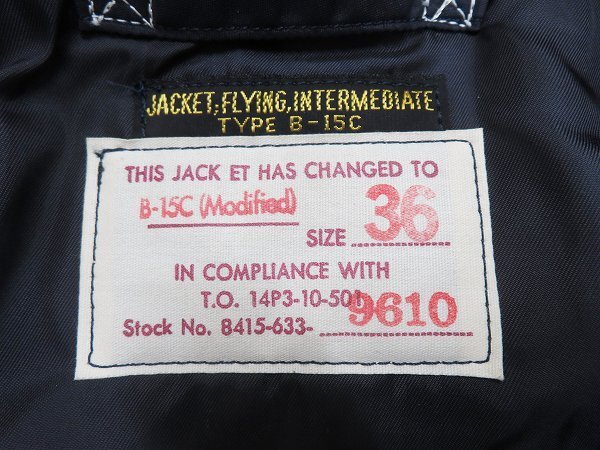 JACKET, FLYING, INTERMEDIATE
TYPE B-15C
THIS JACK ET HAS CHANGED TO
B-15C (Modified)
SIZE 36
IN COMPLIANCE WITH
T.O. 14P3-10-501
Stock No. 8415-633- 9610